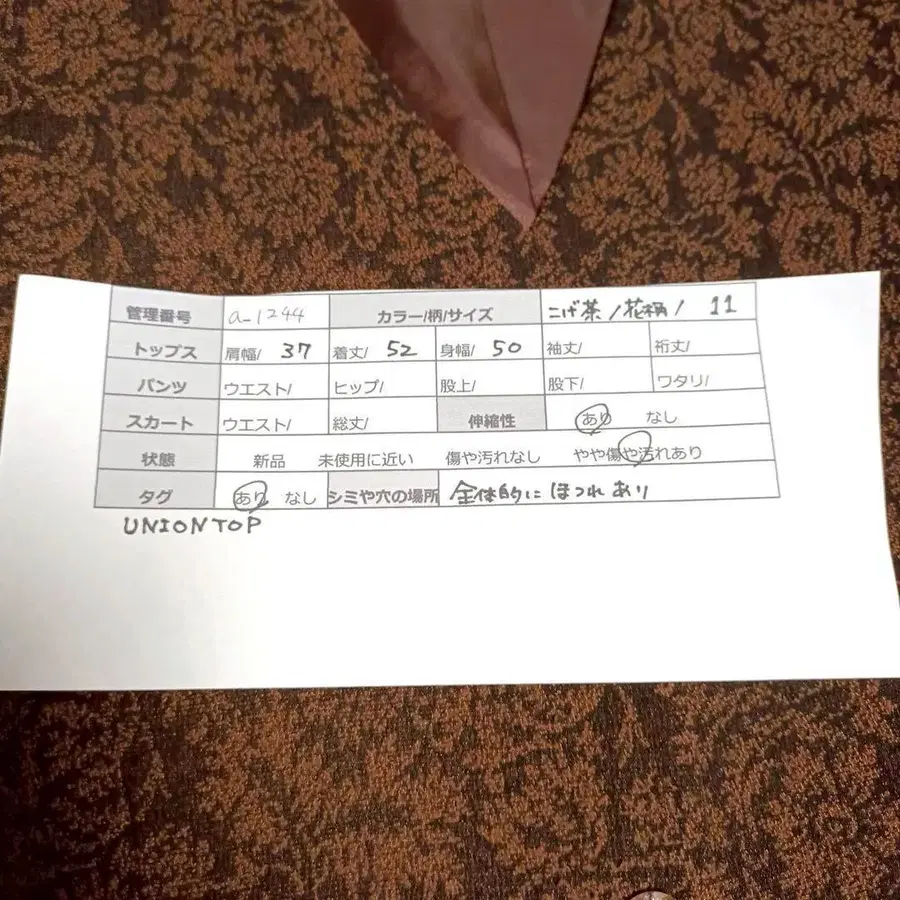 管理番号 a-1244 カラー/柄/サイズ こげ茶/花柄/ 11
トップス 肩幅/ 37 着丈/ 52 身幅/ 50 袖丈/ 裄丈/
パンツ ウエスト/ ヒップ/ 股上/ 股下/ ワタリ/
スカート ウエスト/ 総丈/ 伸縮性 あり なし
状態 新品 未使用に近い 傷や汚れなし やや傷や汚れあり
タグ あり なし シミや穴の場所 全体的に ほつれ あり
UNIONTOP